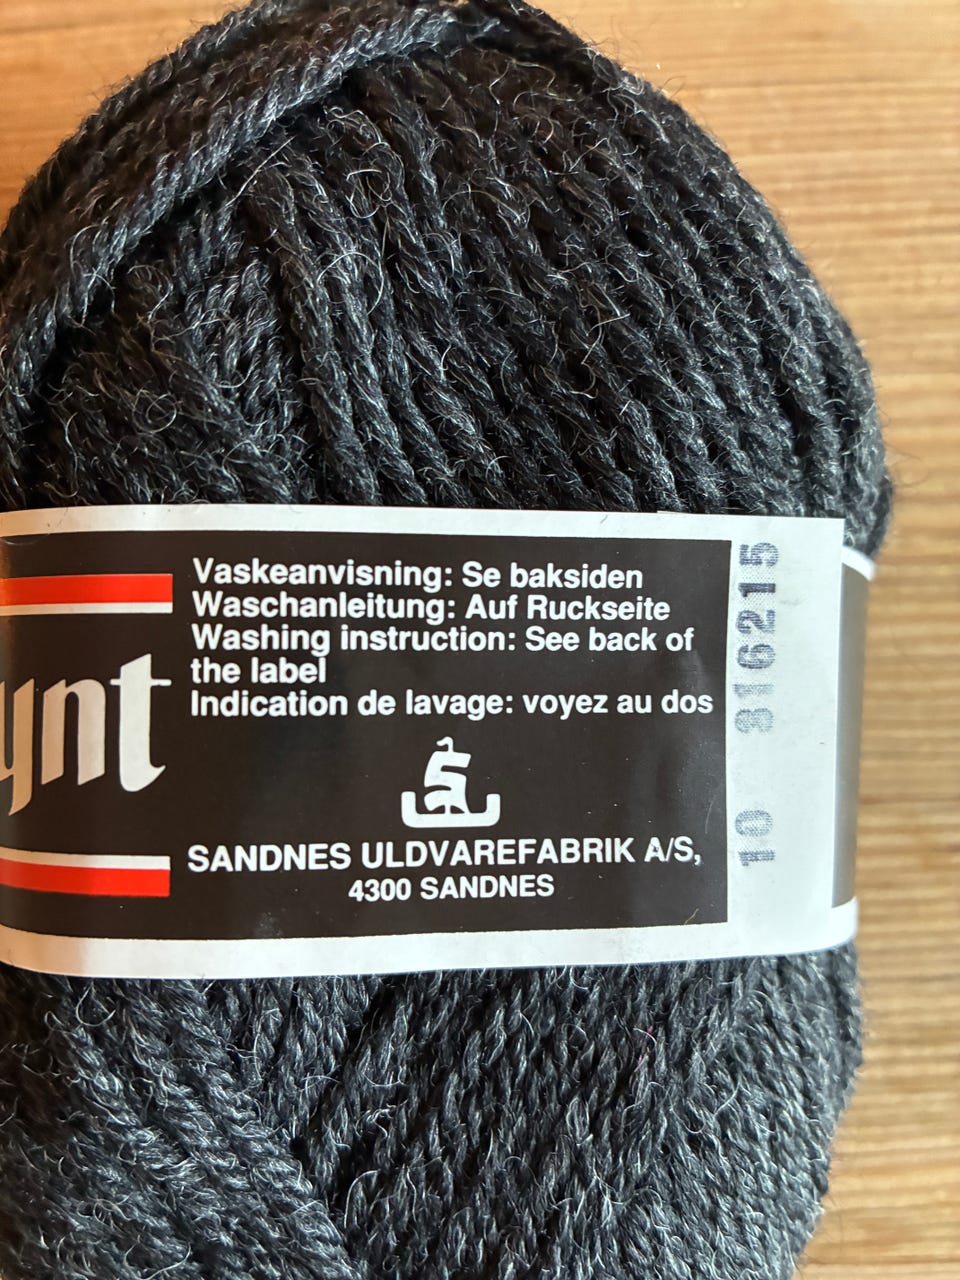 ynt
Vaskeanvisning: Se baksiden
Waschanleitung: Auf Ruckseite
Washing instruction: See back of
the label
Indication de lavage: voyez au dos
S
SANDNES ULDVAREFABRIK A/S,
4300 SANDNES
10 316215